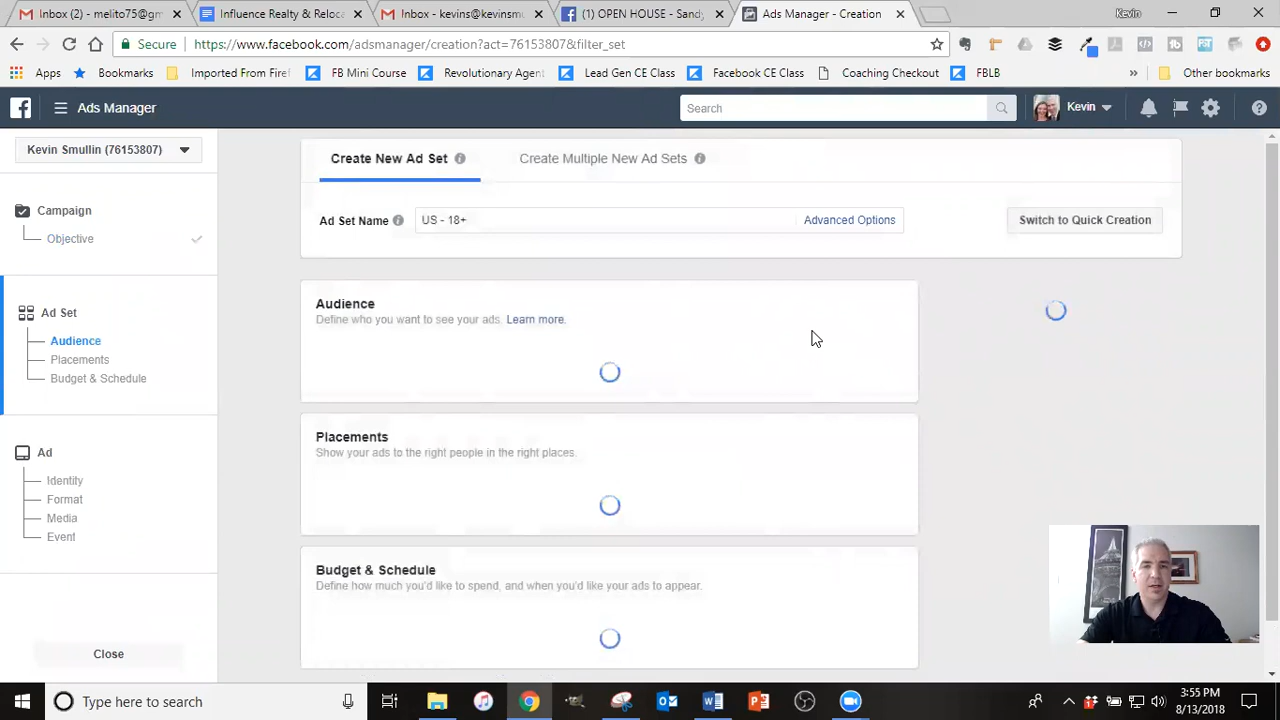 Inbox (2) - melito75@gm
Influence Realty & Reloca
Inbox - kevins@kevinsmu
(1) OPEN HOUSE - Sandy
Ads Manager - Creation
Kevin
Secure
https://www.facebook.com/adsmanager/creation?act=76153807&filter_set
Apps
Bookmarks
Imported From Firef
FB Mini Course
Revolutionary Agent
Lead Gen CE Class
Facebook CE Class
Coaching Checkout
FBLB
»
Other bookmarks
Ads Manager
Search
Kevin
Kevin Smullin (76153807)
Create New Ad Set
Create Multiple New Ad Sets
Campaign
Objective
Ad Set Name
US - 18+
Advanced Options
Switch to Quick Creation
Ad Set
Audience
Placements
Budget & Schedule
Audience
Define who you want to see your ads. Learn more.
Placements
Show your ads to the right people in the right places.
Ad
Identity
Format
Media
Event
Budget & Schedule
Define how much you'd like to spend, and when you'd like your ads to appear.
Close
Type here to search
3:55 PM
8/13/2018